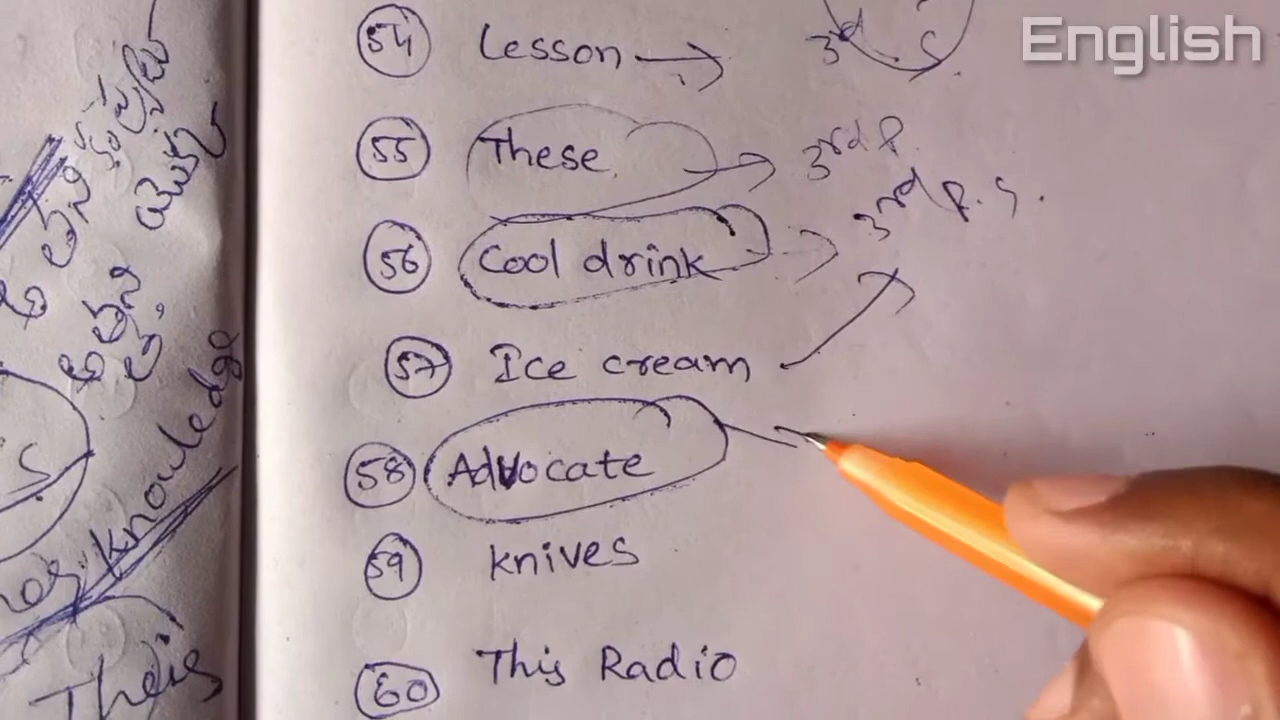 English
54 Lesson → 3rd S.
55 These → 3rd P.
56 Cool drink → 3rd P. S.
57 Ice cream
58 Advocate
59 knives
60 This Radio
knowledge